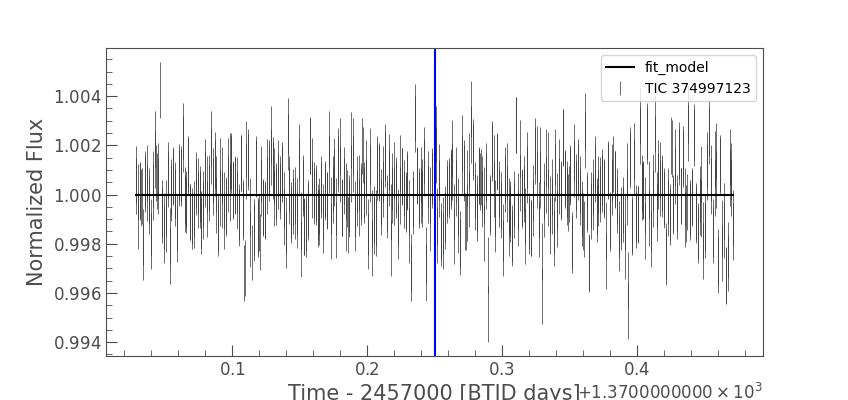 fit_model
TIC 374997123
Normalized Flux
1.004
1.002
1.000
0.998
0.996
0.994
0.1
0.2
0.3
0.4
Time - 2457000 [BTJD days]
+1.3700000000 × 10³